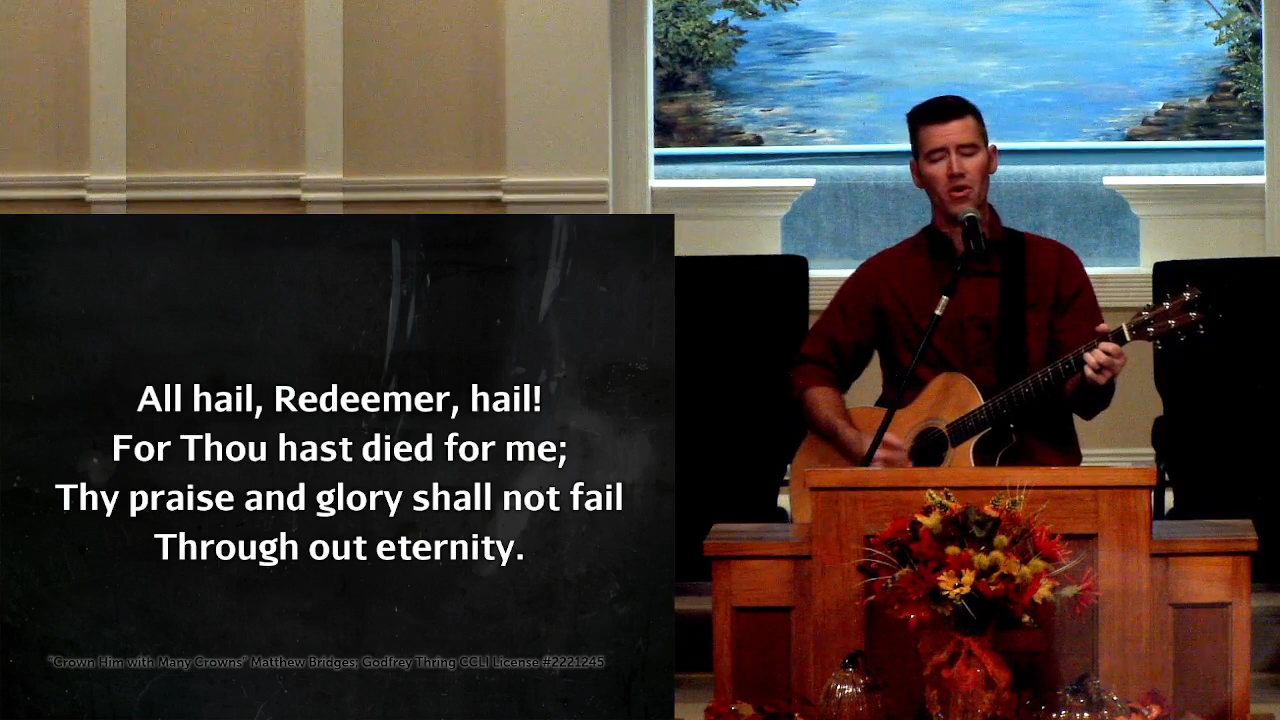 All hail, Redeemer, hail!
For Thou hast died for me;
Thy praise and glory shall not fail
Through out eternity.
"Crown Him with Many Crowns" Matthew Bridges; Godfrey Thring CCLI License #2221245